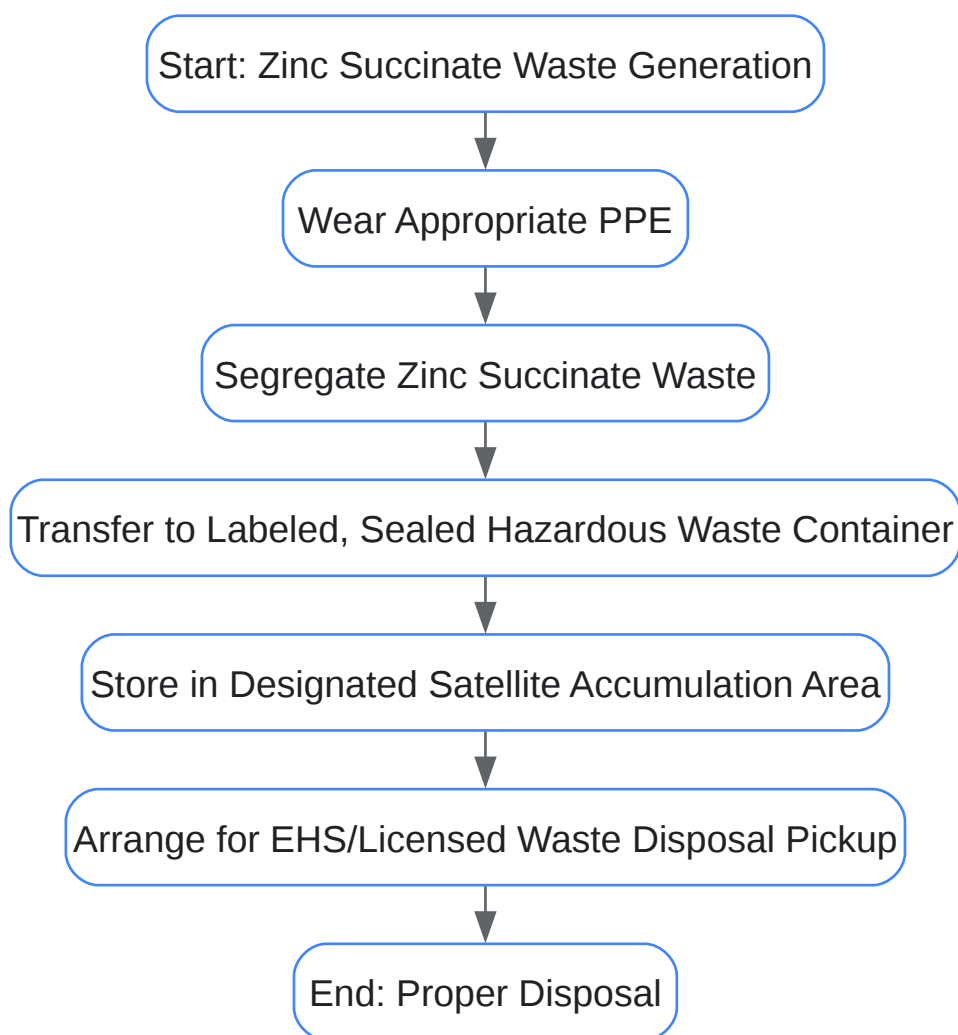 Start: Zinc Succinate Waste Generation
Wear Appropriate PPE
Segregate Zinc Succinate Waste
Transfer to Labeled, Sealed Hazardous Waste Container
Store in Designated Satellite Accumulation Area
Arrange for EHS/Licensed Waste Disposal Pickup
End: Proper Disposal